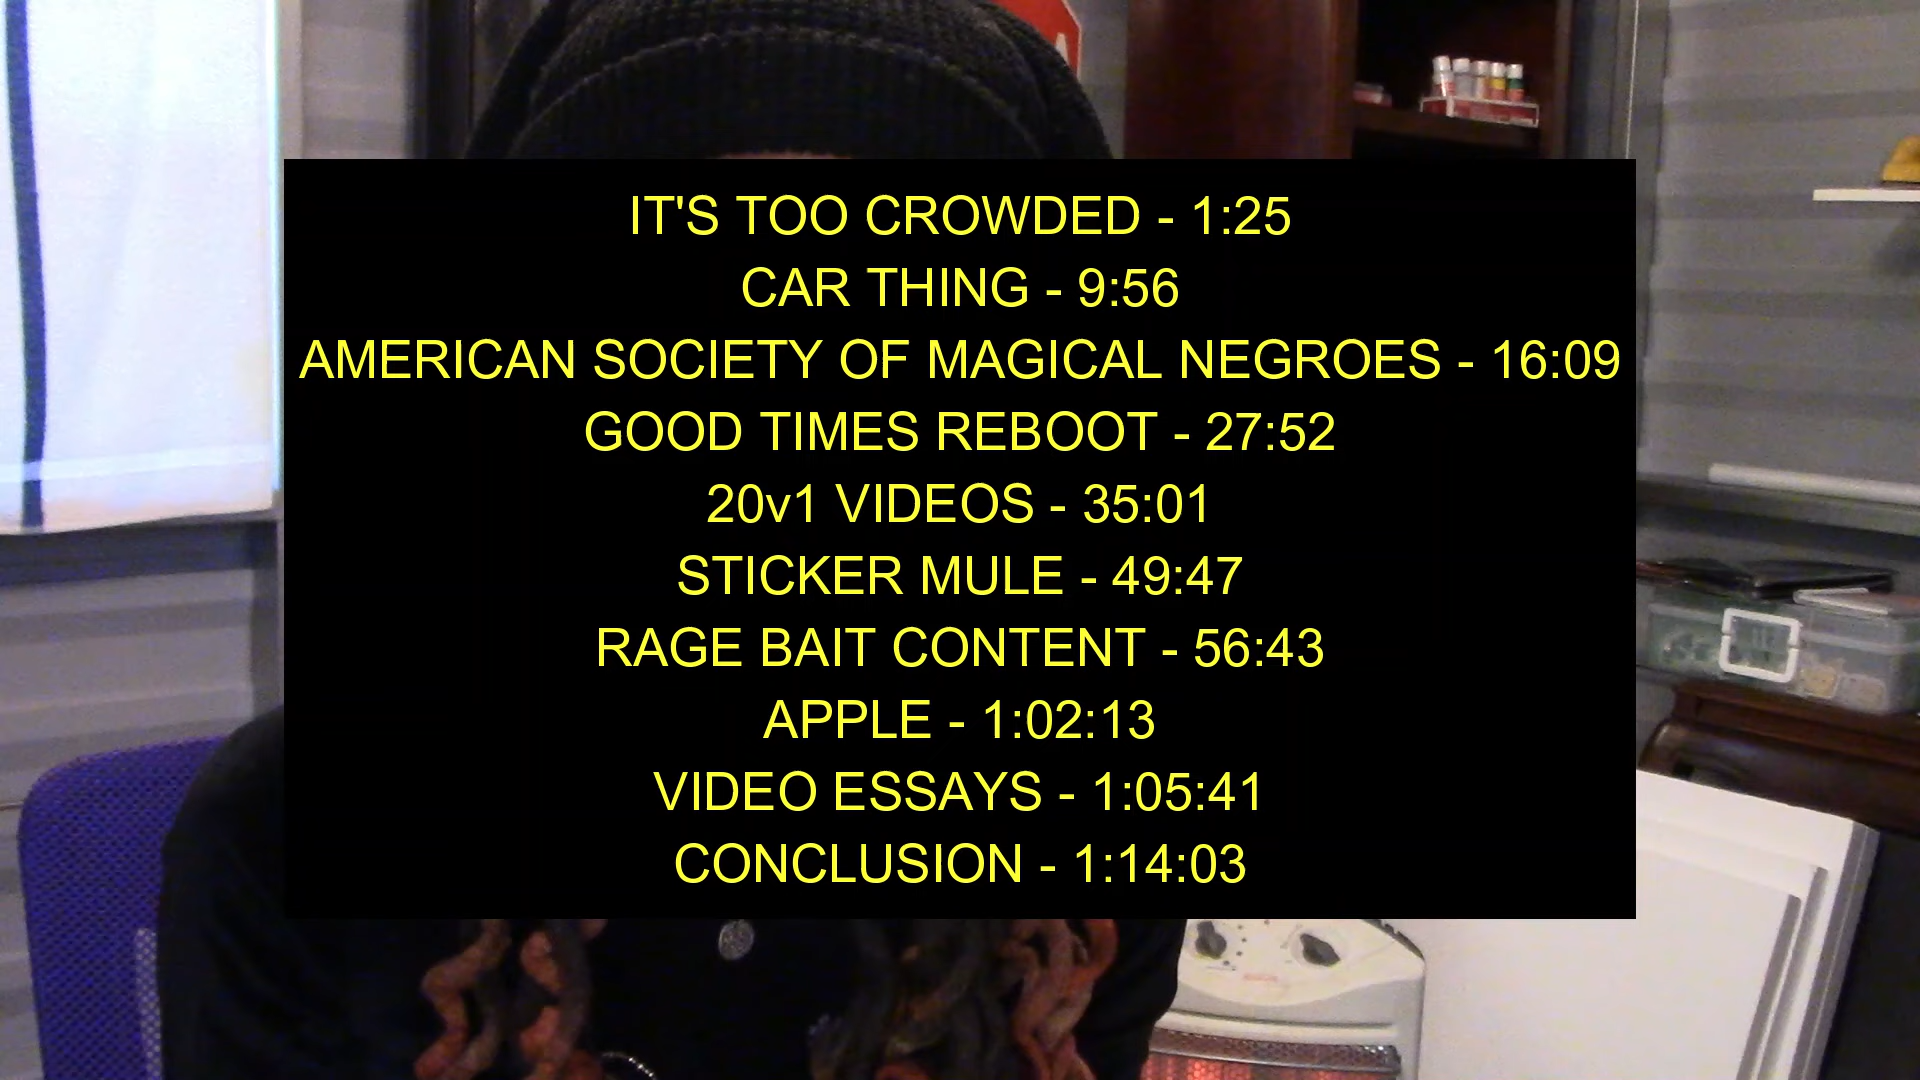 IT'S TOO CROWDED - 1:25
CAR THING - 9:56
AMERICAN SOCIETY OF MAGICAL NEGROES - 16:09
GOOD TIMES REBOOT - 27:52
20v1 VIDEOS - 35:01
STICKER MULE - 49:47
RAGE BAIT CONTENT - 56:43
APPLE - 1:02:13
VIDEO ESSAYS - 1:05:41
CONCLUSION - 1:14:03